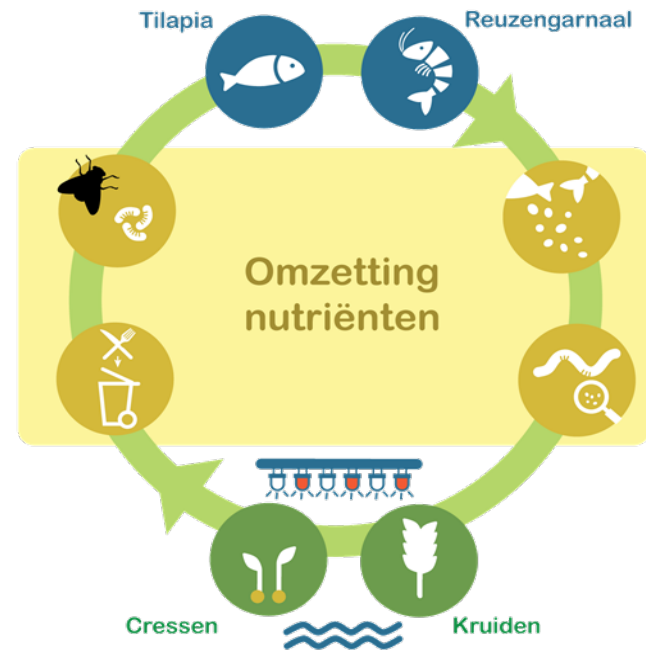 Tilapia
Reuzengarnaal
Omzetting
nutriënten
Cressen
Kruiden